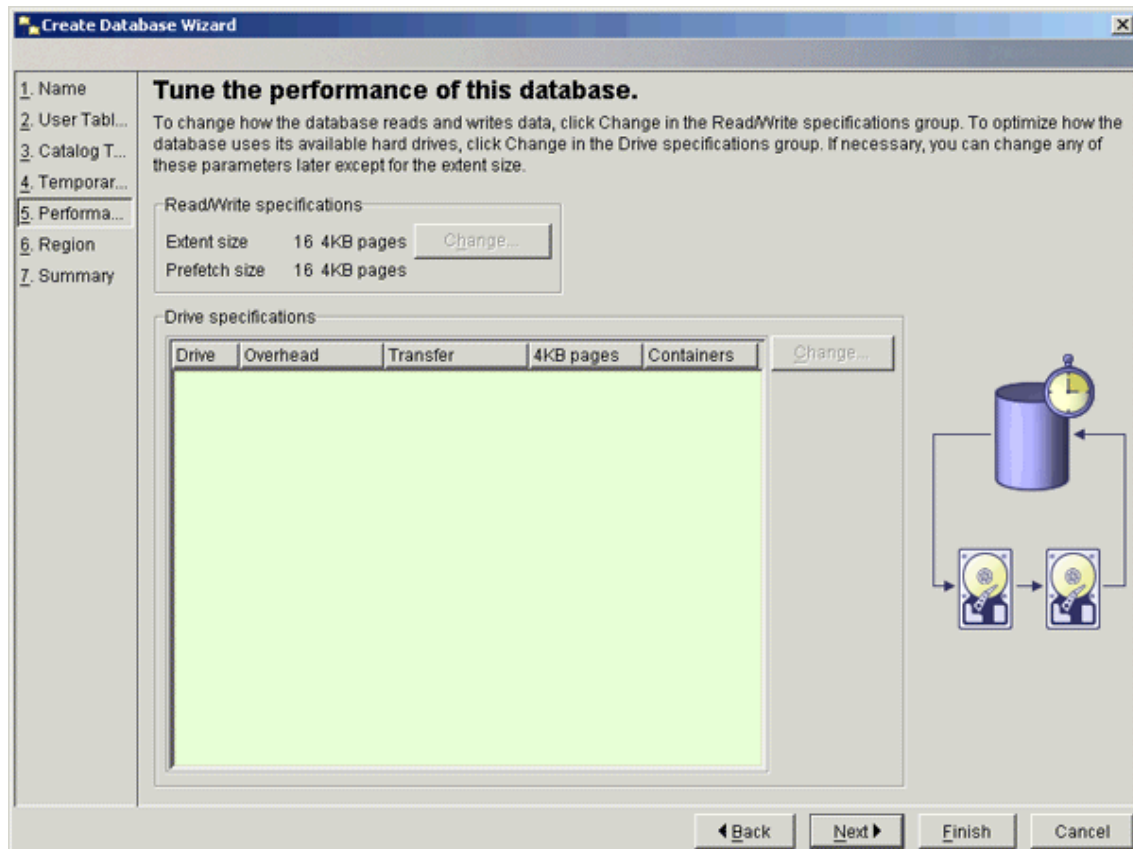 Create Database Wizard
1. Name
2. User Tabl...
3. Catalog T...
4. Temporar...
5. Performa...
6. Region
7. Summary
Tune the performance of this database.
To change how the database reads and writes data, click Change in the Read/Write specifications group. To optimize how the
database uses its available hard drives, click Change in the Drive specifications group. If necessary, you can change any of
these parameters later except for the extent size.
Read/Write specifications
Extent size 16 4KB pages Change...
Prefetch size 16 4KB pages
Drive specifications
Drive Overhead Transfer 4KB pages Containers Change...
Back Next Finish Cancel